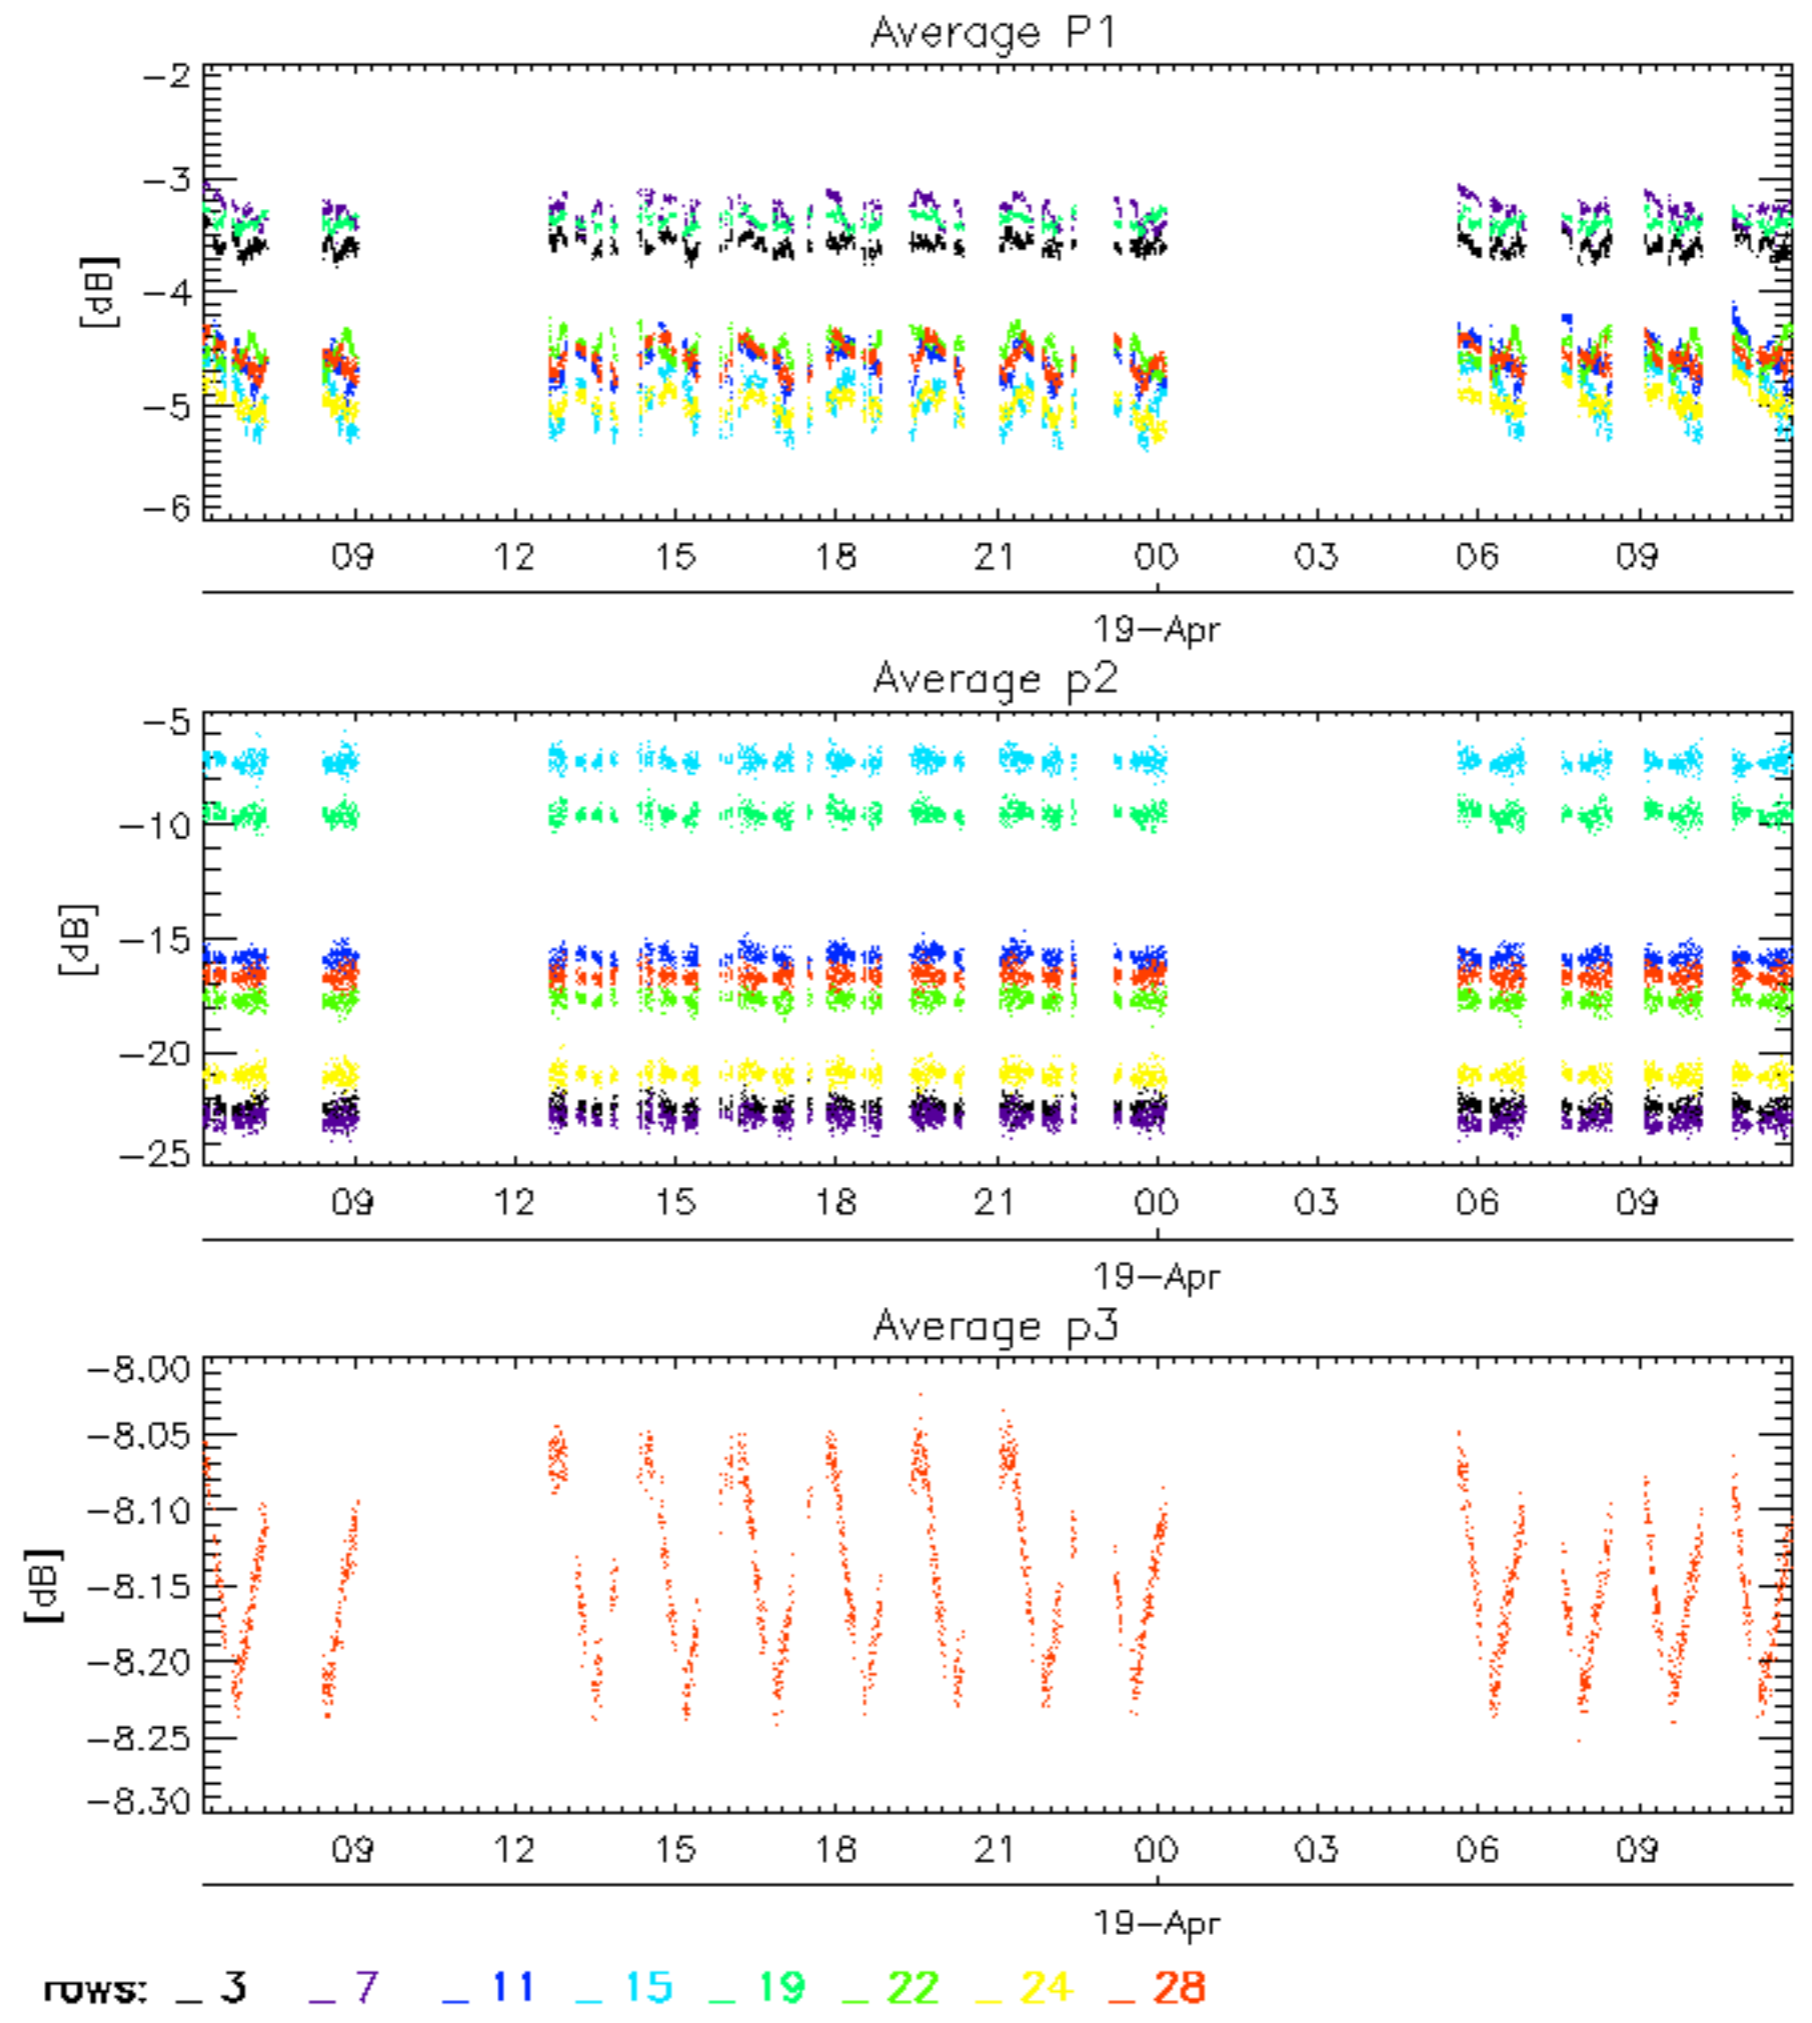 Average P1
-2
-3
-4
-5
-6
[dB]
09 12 15 18 21 00 03 06 09
19-Apr
Average p2
-5
-10
-15
-20
-25
[dB]
09 12 15 18 21 00 03 06 09
19-Apr
Average p3
-8.00
-8.05
-8.10
-8.15
-8.20
-8.25
-8.30
[dB]
09 12 15 18 21 00 03 06 09
19-Apr
rows: _ 3 _ 7 _ 11 _ 15 _ 19 _ 22 _ 24 _ 28